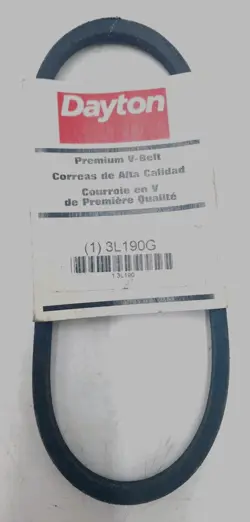 Dayton
Premium V-Belt
Correas de Alta Calidad
Courroie en V
de Première Qualité
(1) 3L190G